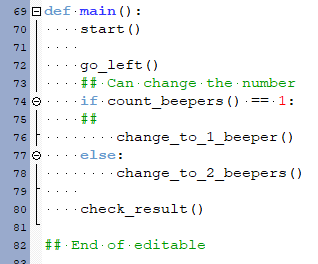 69 def main():
70     start()
71
72     go_left()
73     ## Can change the number
74     if count_beepers() == 1:
75     ##
76         change_to_1_beeper()
77     else:
78         change_to_2_beepers()
79
80     check_result()
81
82 ## End of editable